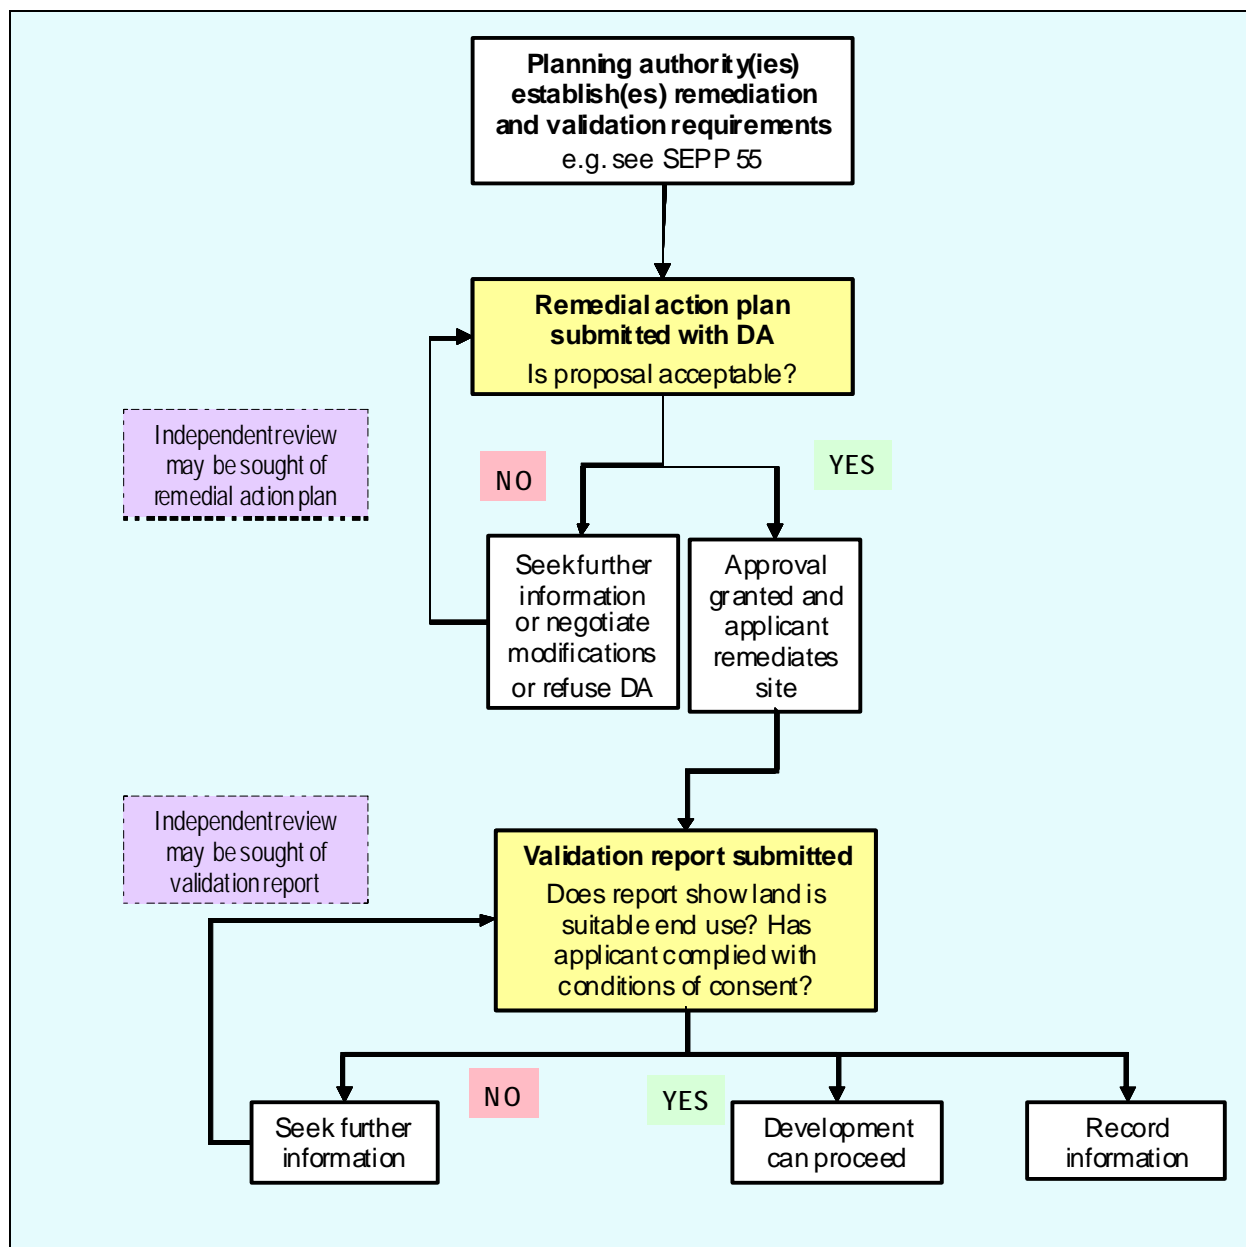 Planning authority(ies)
establish(es) remediation
and validation requirements
e.g. see SEPP 55
Remedial action plan
submitted with DA
Is proposal acceptable?
Independent review
may be sought of
remedial action plan
NO
YES
Seek further
information
or negotiate
modifications
or refuse DA
Approval
granted and
applicant
remediates
site
Independent review
may be sought of
validation report
Validation report submitted
Does report show land is
suitable end use? Has
applicant complied with
conditions of consent?
NO
YES
Seek further
information
Development
can proceed
Record
information